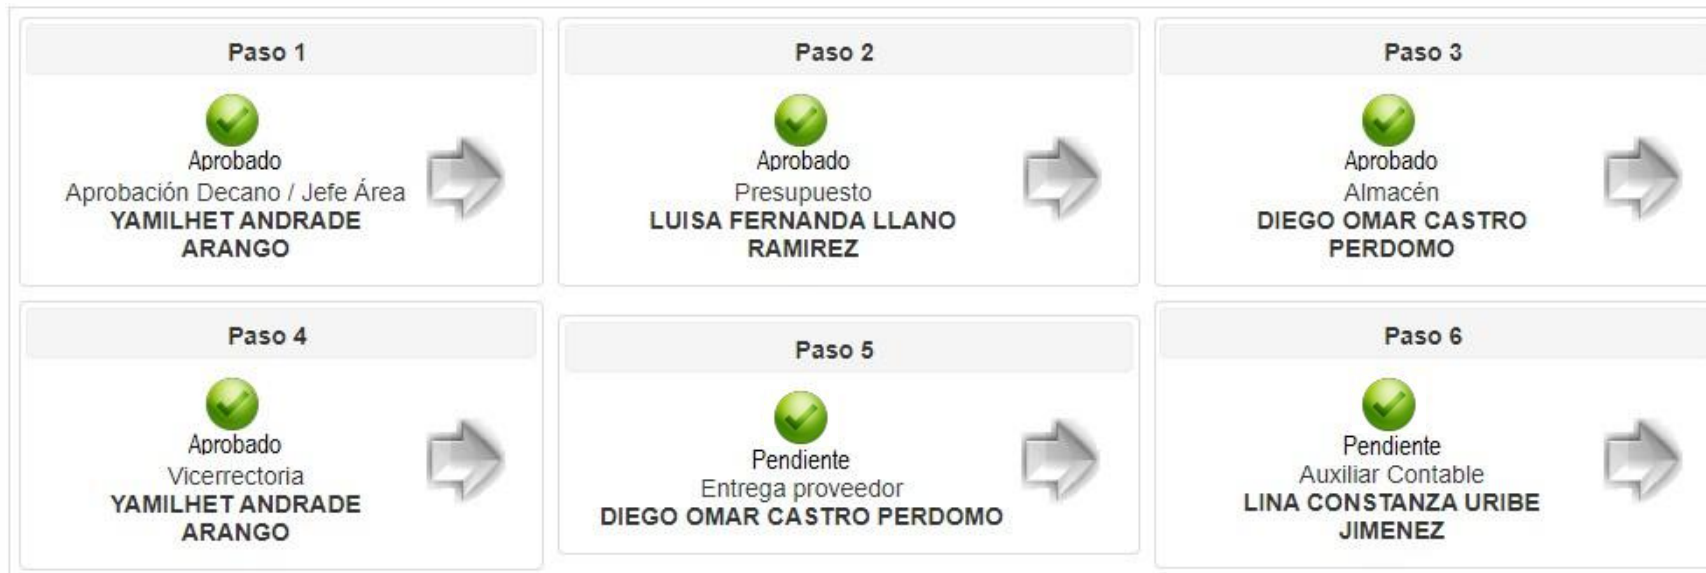 Paso 1
Aprobado
Aprobación Decano / Jefe Área
YAMILHET ANDRADE
ARANGO
Paso 2
Aprobado
Presupuesto
LUISA FERNANDA LLANO
RAMIREZ
Paso 3
Aprobado
Almacén
DIEGO OMAR CASTRO
PERDOMO
Paso 4
Aprobado
Vicerrectoria
YAMILHET ANDRADE
ARANGO
Paso 5
Pendiente
Entrega proveedor
DIEGO OMAR CASTRO PERDOMO
Paso 6
Pendiente
Auxiliar Contable
LINA CONSTANZA URIBE
JIMENEZ